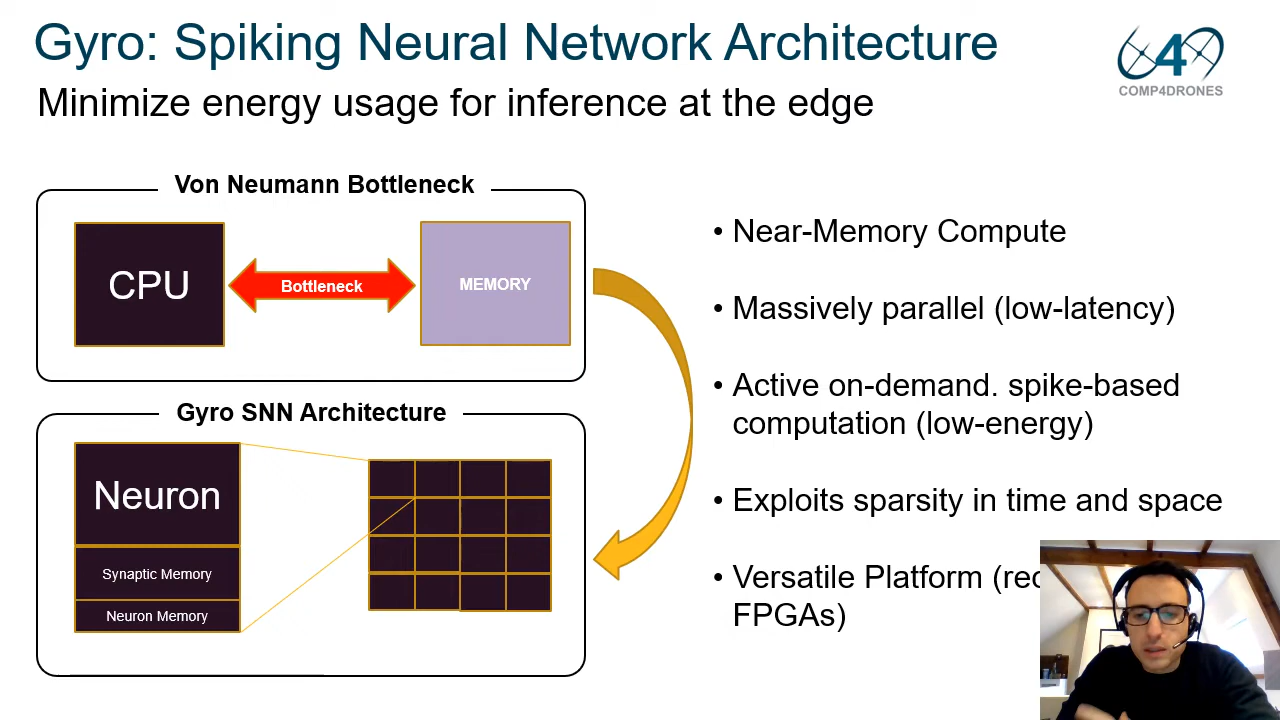 Gyro: Spiking Neural Network Architecture
Minimize energy usage for inference at the edge
4
COMP4DRONES
Von Neumann Bottleneck
CPU
Bottleneck
MEMORY
Gyro SNN Architecture
Neuron
Synaptic Memory
Neuron Memory
• Near-Memory Compute
• Massively parallel (low-latency)
• Active on-demand. spike-based
computation (low-energy)
• Exploits sparsity in time and space
• Versatile Platform
FPGAs)